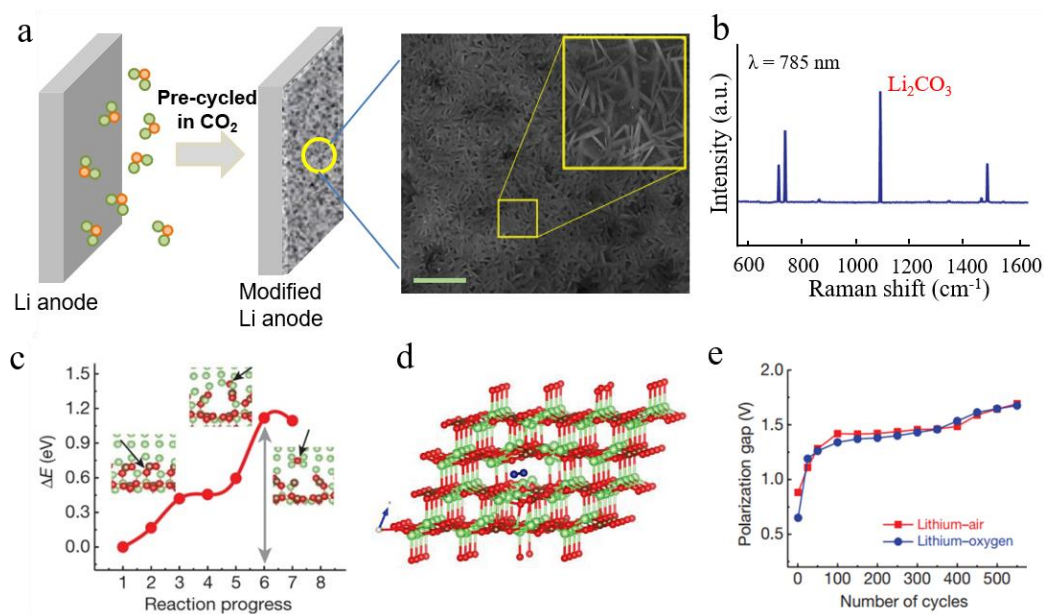 a
Pre-cycled
in CO₂
Li anode
Modified
Li anode
b
λ = 785 nm
Li₂CO₃
Intensity (a.u.)
600 800 1000 1200 1400 1600
Raman shift (cm⁻¹)
c
1.5
1.2
0.9
0.6
0.3
0.0
ΔE (eV)
1 2 3 4 5 6 7 8
Reaction progress
d
e
2.0
1.5
1.0
0.5
Polarization gap (V)
Lithium–air
Lithium–oxygen
0 100 200 300 400 500
Number of cycles